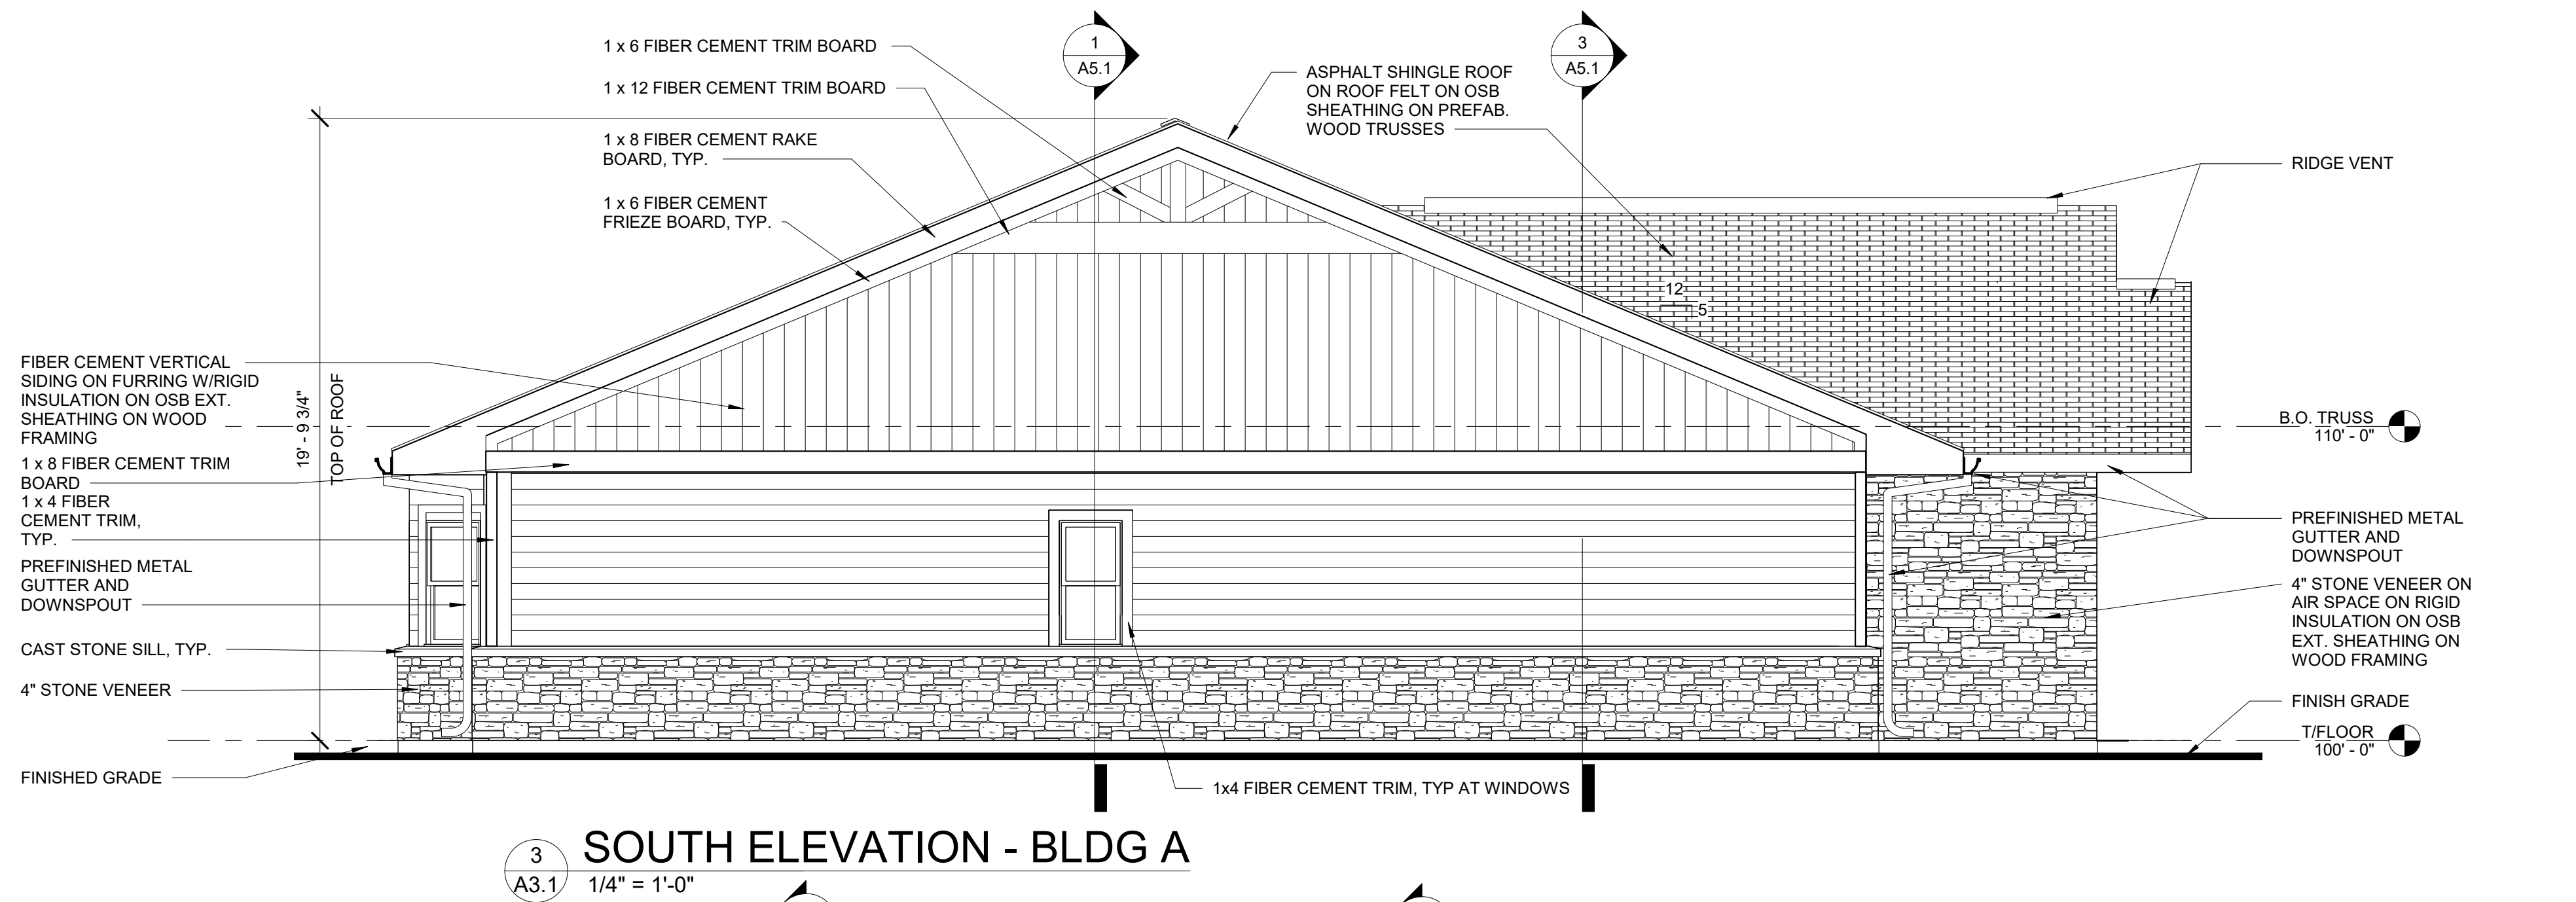 1 x 6 FIBER CEMENT TRIM BOARD
1 x 12 FIBER CEMENT TRIM BOARD
1 x 8 FIBER CEMENT RAKE
BOARD, TYP.
1 x 6 FIBER CEMENT
FRIEZE BOARD, TYP.
1
A5.1
3
A5.1
ASPHALT SHINGLE ROOF
ON ROOF FELT ON OSB
SHEATHING ON PREFAB.
WOOD TRUSSES
RIDGE VENT
12
5
FIBER CEMENT VERTICAL
SIDING ON FURRING W/RIGID
INSULATION ON OSB EXT.
SHEATHING ON WOOD
FRAMING
1 x 8 FIBER CEMENT TRIM
BOARD
1 x 4 FIBER
CEMENT TRIM,
TYP.
PREFINISHED METAL
GUTTER AND
DOWNSPOUT
CAST STONE SILL, TYP.
4" STONE VENEER
FINISHED GRADE
19' - 9 3/4"
TOP OF ROOF
B.O. TRUSS
110' - 0"
PREFINISHED METAL
GUTTER AND
DOWNSPOUT
4" STONE VENEER ON
AIR SPACE ON RIGID
INSULATION ON OSB
EXT. SHEATHING ON
WOOD FRAMING
FINISH GRADE
T/FLOOR
100' - 0"
1x4 FIBER CEMENT TRIM, TYP AT WINDOWS
3
A3.1
SOUTH ELEVATION - BLDG A
1/4" = 1'-0"